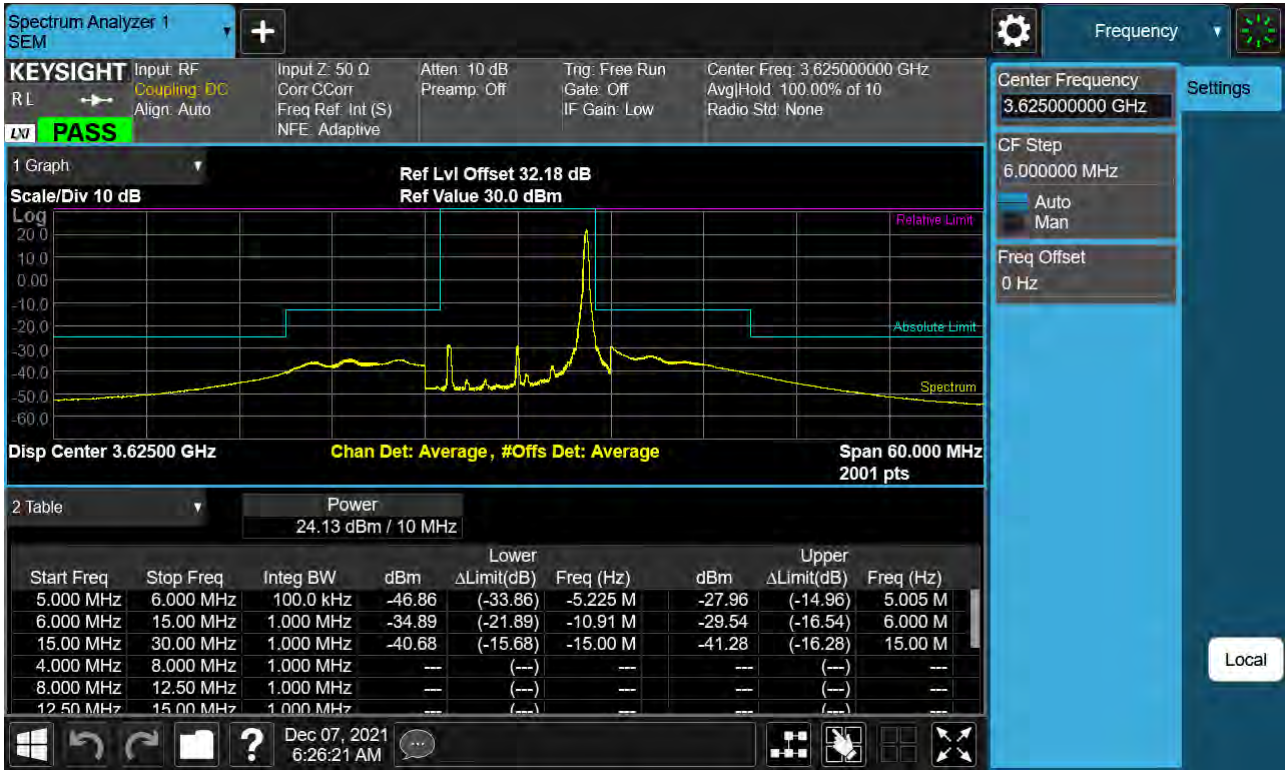 Spectrum Analyzer 1
SEM
+
Frequency
KEYSIGHT
RL
LXI
PASS
Input: RF
Coupling: DC
Align: Auto
Input Z: 50 Ω
Corr CCorr
Freq Ref: Int (S)
NFE: Adaptive
Atten: 10 dB
Preamp: Off
Trig: Free Run
Gate: Off
IF Gain: Low
Center Freq: 3.625000000 GHz
Avg|Hold: 100.00% of 10
Radio Std: None
Center Frequency
3.625000000 GHz
Settings
CF Step
6.000000 MHz
Auto
Man
Freq Offset
0 Hz
1 Graph
Scale/Div 10 dB
Ref Lvl Offset 32.18 dB
Ref Value 30.0 dBm
Log
20.0
10.0
0.00
-10.0
-20.0
-30.0
-40.0
-50.0
-60.0
Relative Limit
Absolute Limit
Spectrum
Disp Center 3.62500 GHz
Chan Det: Average, #Offs Det: Average
Span 60.000 MHz
2001 pts
2 Table
Power
24.13 dBm / 10 MHz
Lower Upper
Start Freq Stop Freq Integ BW dBm ΔLimit(dB) Freq (Hz) dBm ΔLimit(dB) Freq (Hz)
5.000 MHz 6.000 MHz 100.0 kHz -46.86 (-33.86) -5.225 M -27.96 (-14.96) 5.005 M
6.000 MHz 15.00 MHz 1.000 MHz -34.89 (-21.89) -10.91 M -29.54 (-16.54) 6.000 M
15.00 MHz 30.00 MHz 1.000 MHz -40.68 (-15.68) -15.00 M -41.28 (-16.28) 15.00 M
4.000 MHz 8.000 MHz 1.000 MHz --- (---) --- --- (---) ---
8.000 MHz 12.50 MHz 1.000 MHz --- (---) --- --- (---) ---
12.50 MHz 15.00 MHz 1.000 MHz --- (---) --- --- (---) ---
Local
?
Dec 07, 2021
6:26:21 AM